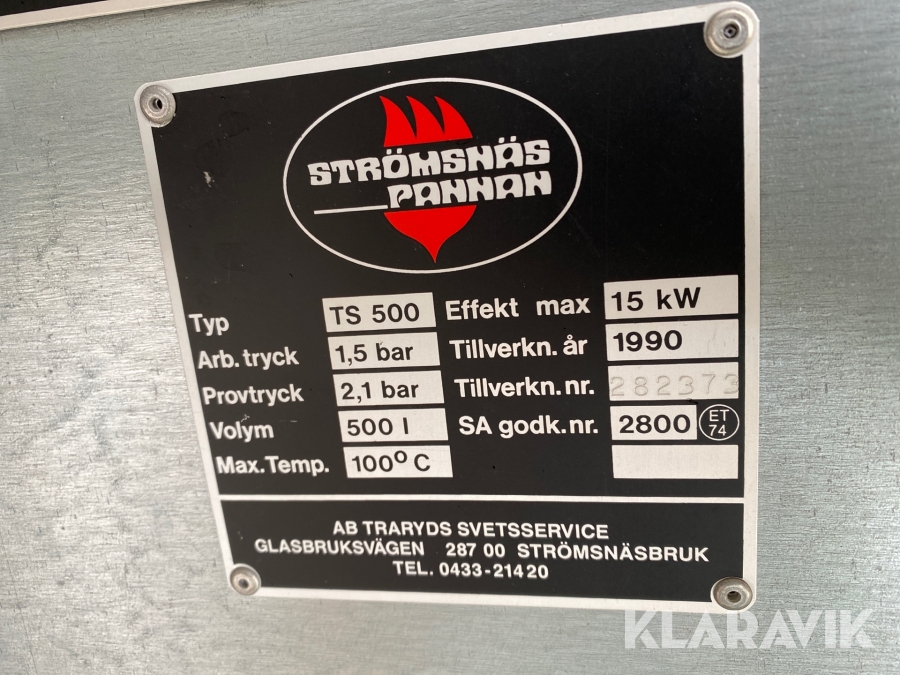 STRÖMSNÄS
PANNAN
Typ TS 500 Effekt max 15 kW
Arb. tryck 1,5 bar Tillverkn. år 1990
Provtryck 2,1 bar Tillverkn. nr. 282373
Volym 500 l SA godk. nr. 2800 ET 74
Max. Temp. 100° C
AB TRARYDS SVETSSERVICE
GLASBRUKSVÄGEN 287 00 STRÖMSNÄSBRUK
TEL. 0433-214 20
KLARAVIK